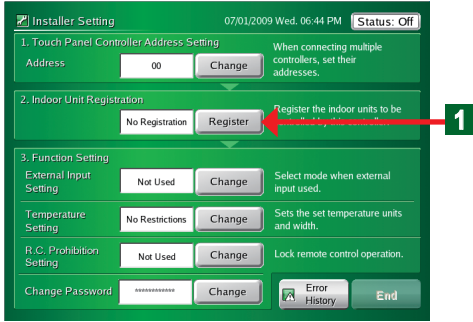 Installer Setting
07/01/2009 Wed. 06:44 PM
Status: Off
1. Touch Panel Controller Address Setting
Address
00
Change
When connecting multiple
controllers, set their
addresses.
2. Indoor Unit Registration
No Registration
Register
Register the indoor units to be
controlled by this controller.
1
3. Function Setting
External Input
Setting
Not Used
Change
Select mode when external
input used.
Temperature
Setting
No Restrictions
Change
Sets the set temperature units
and width.
R.C. Prohibition
Setting
Not Used
Change
Lock remote control operation.
Change Password
************
Change
Error
History
End